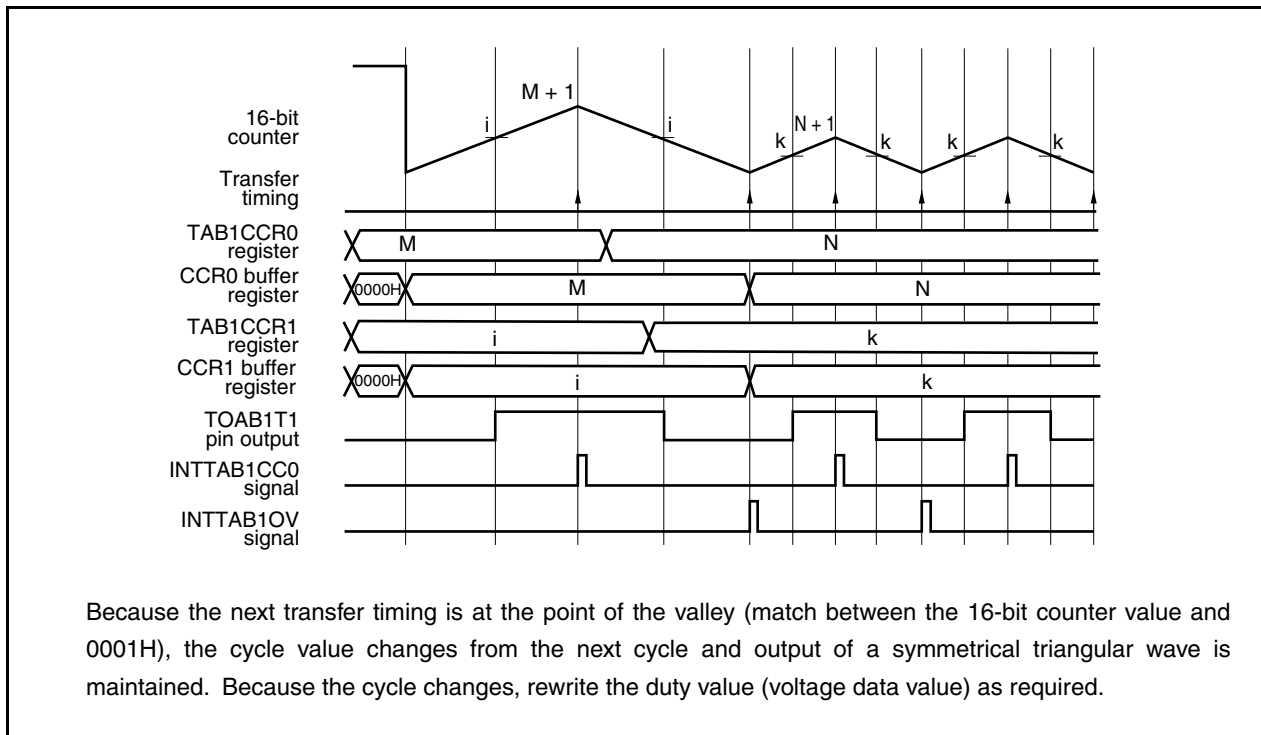 M + 1
16-bit
counter
i
i
N + 1
k
k
k
k
Transfer
timing
TAB1CCR0
register
M
N
CCR0 buffer
register
0000H
M
N
TAB1CCR1
register
i
k
CCR1 buffer
register
0000H
i
k
TOAB1T1
pin output
INTTAB1CC0
signal
INTTAB1OV
signal
Because the next transfer timing is at the point of the valley (match between the 16-bit counter value and
0001H), the cycle value changes from the next cycle and output of a symmetrical triangular wave is
maintained. Because the cycle changes, rewrite the duty value (voltage data value) as required.